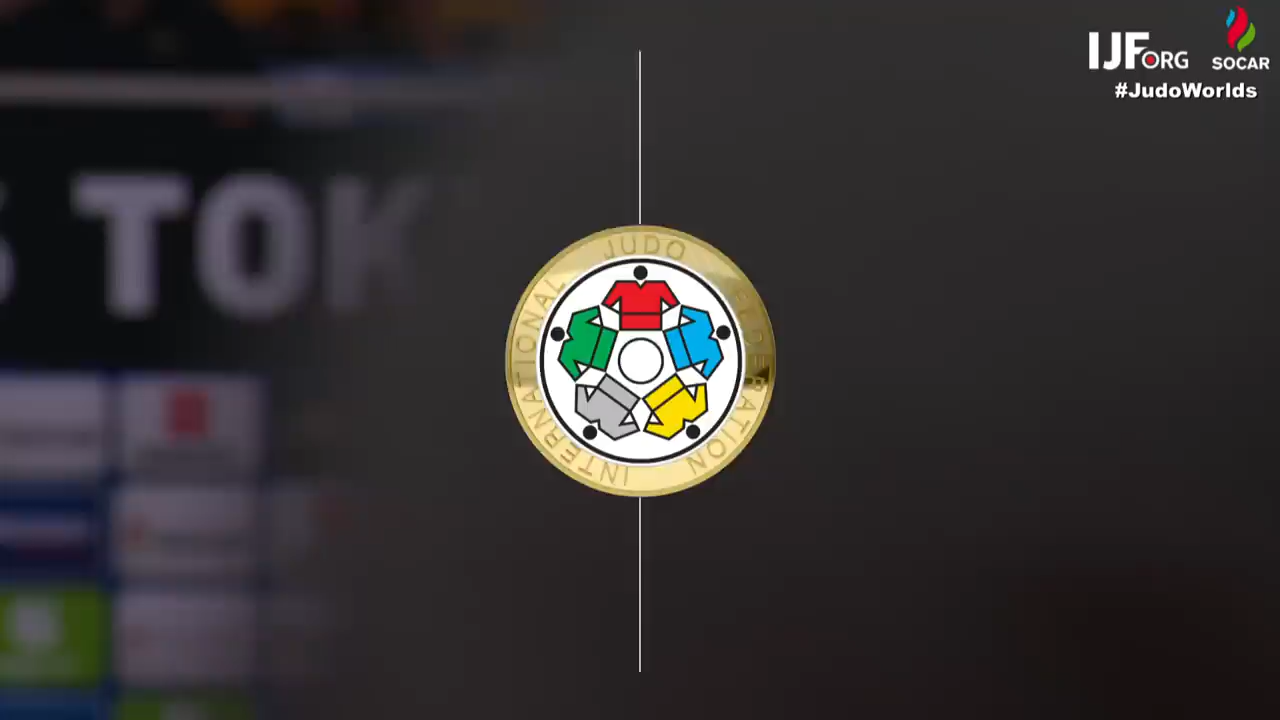 IJF.ORG
SOCAR
#JudoWorlds
TOK
INTERNATIONAL JUDO FEDERATION